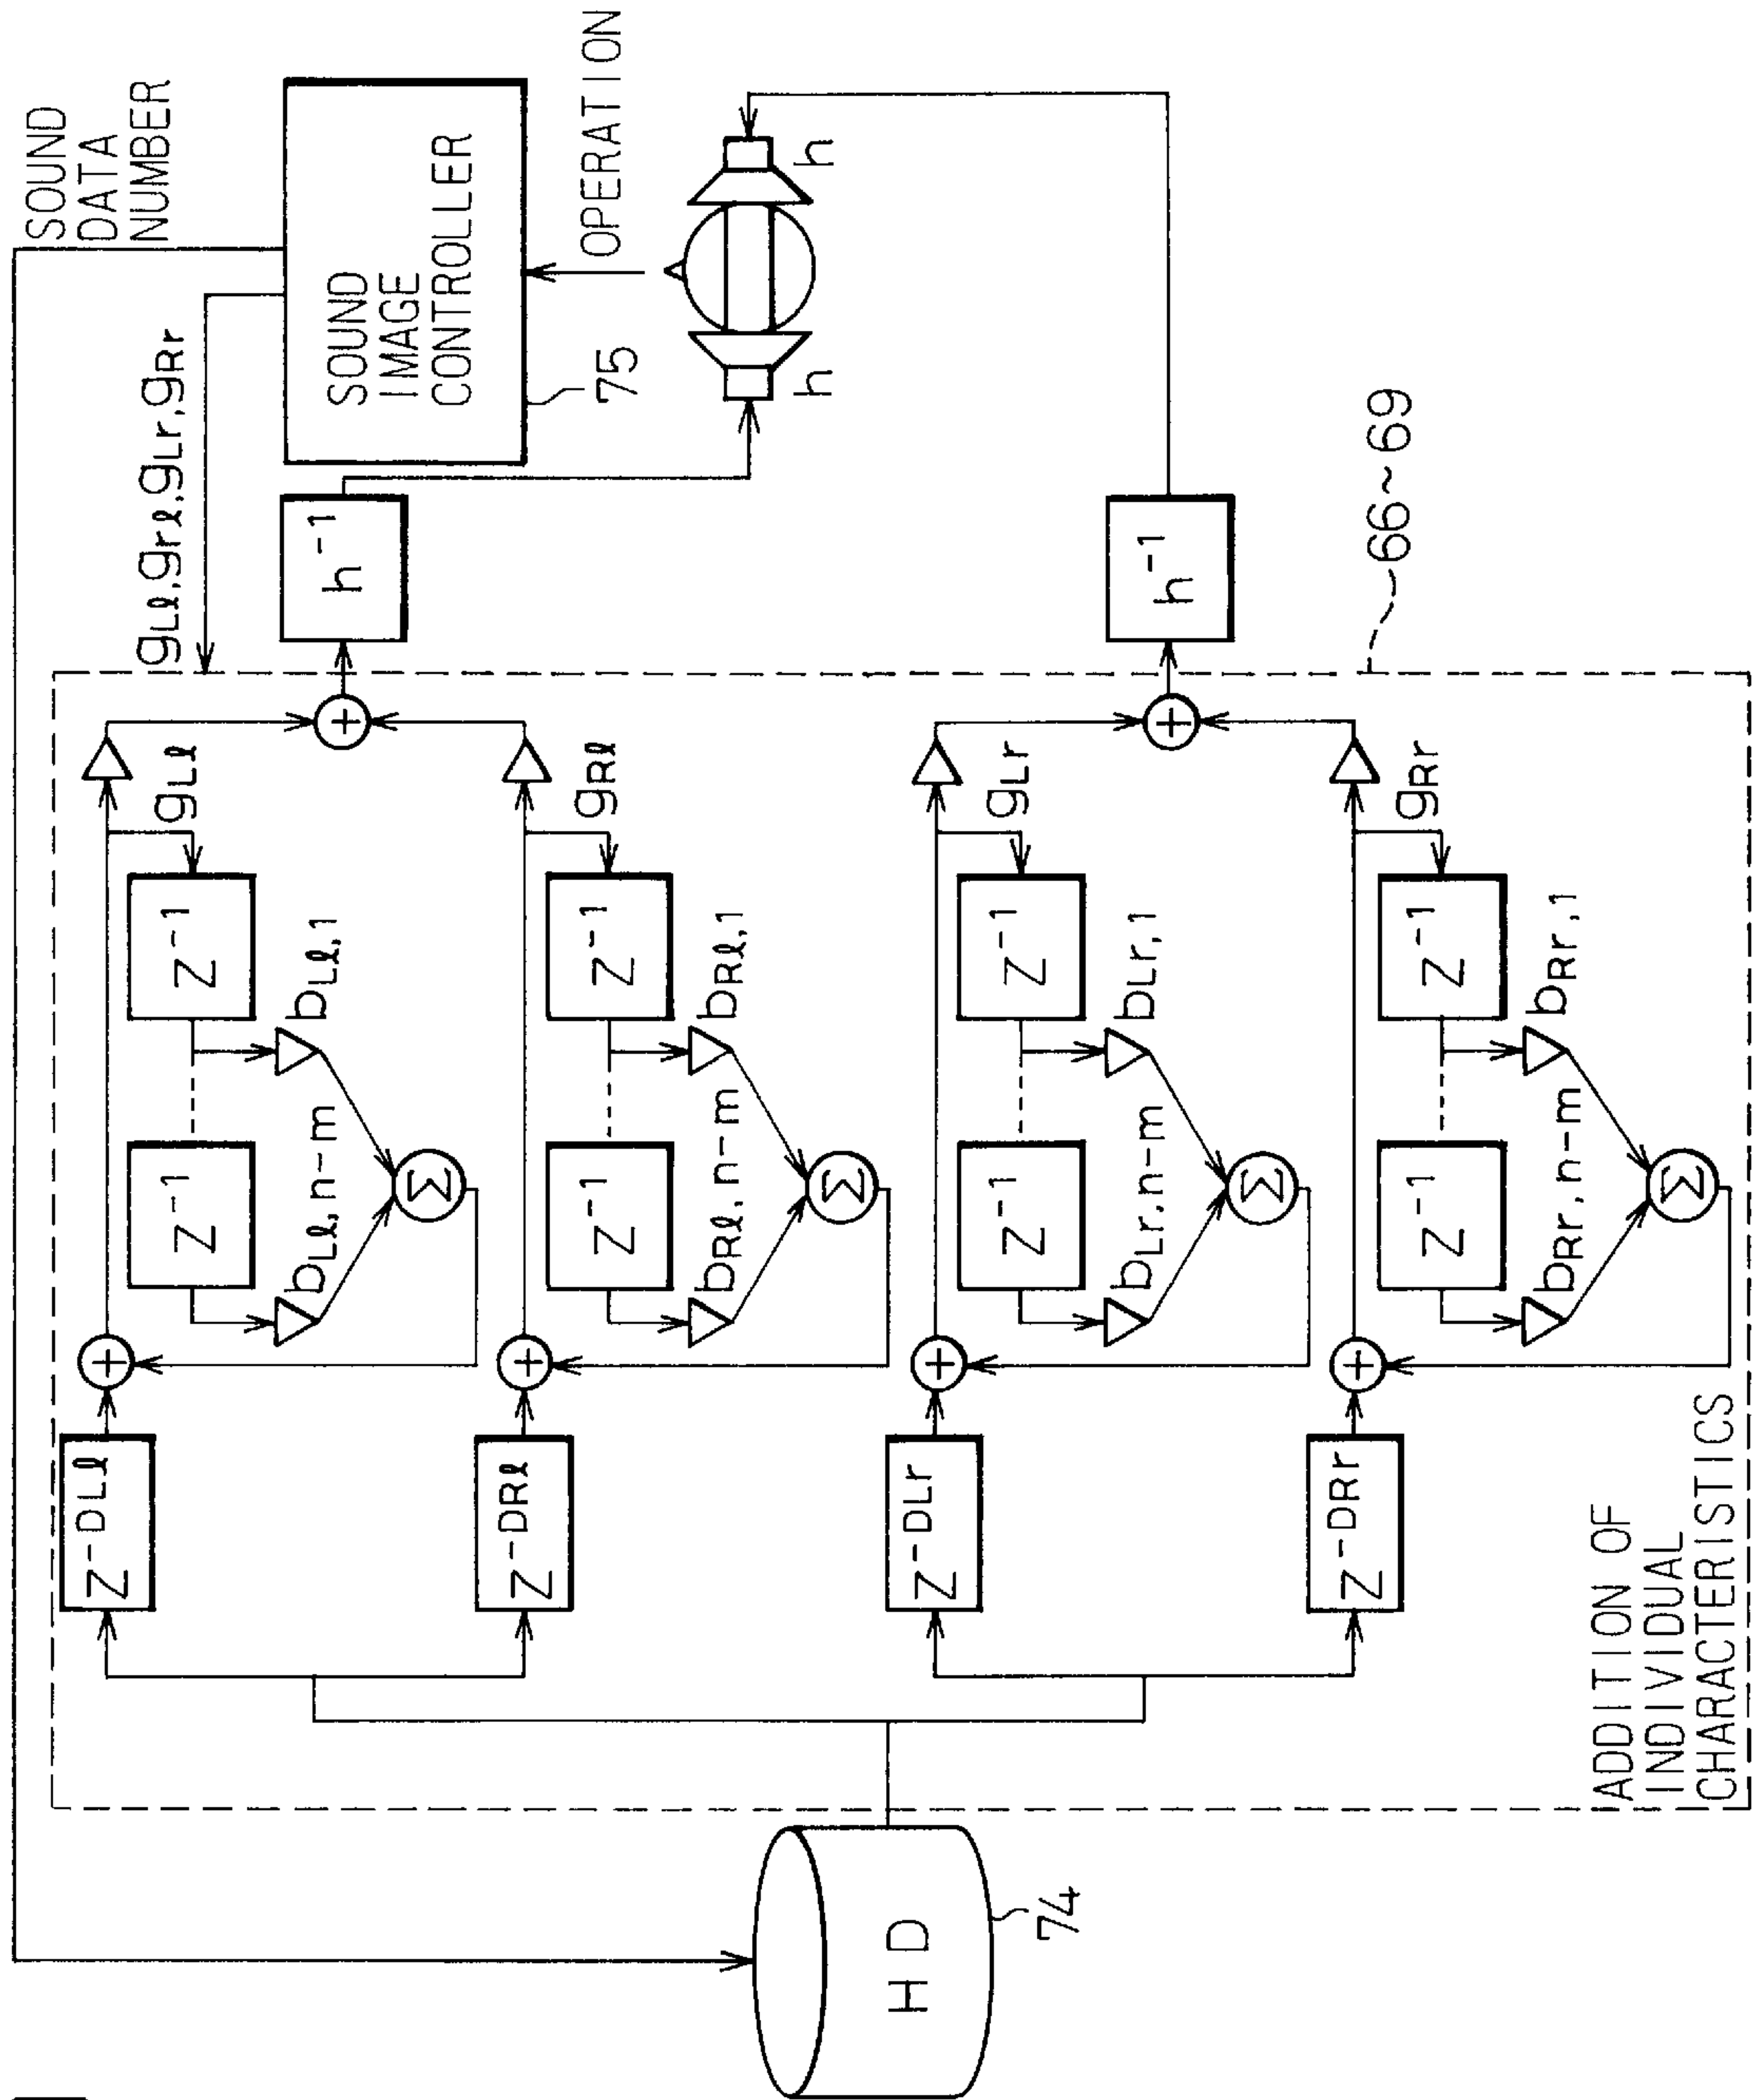 SOUND
DATA
NUMBER
gLℓ,grℓ,gLr,gRr
SOUND
IMAGE
CONTROLLER
75
OPERATION
h
h
h⁻¹
h⁻¹
66~69
Z⁻ᴰᴸℓ
Z⁻¹
Z⁻¹
bLℓ,n-m
bLℓ,1
gLℓ
Σ
Z⁻ᴰᴿℓ
Z⁻¹
Z⁻¹
bRℓ,n-m
bRℓ,1
gRℓ
Σ
Z⁻ᴰᴸʳ
Z⁻¹
Z⁻¹
bLr,n-m
bLr,1
gLr
Σ
Z⁻ᴰᴿʳ
Z⁻¹
Z⁻¹
bRr,n-m
bRr,1
gRr
Σ
HD
74
ADDITION OF
INDIVIDUAL
CHARACTERISTICS